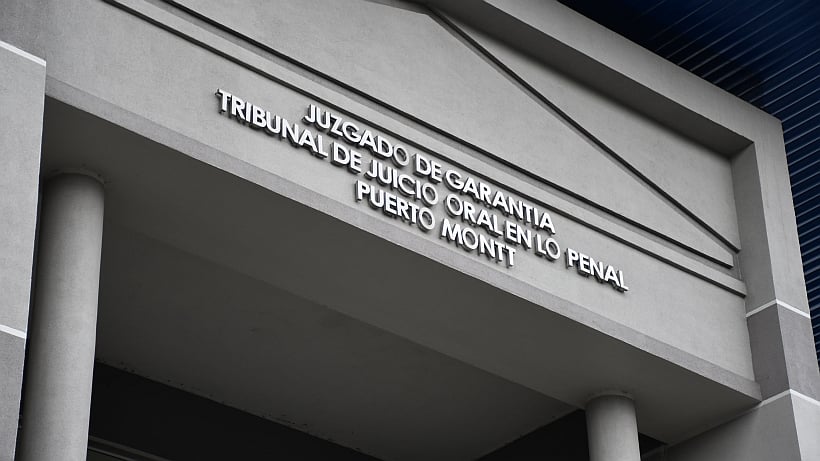 JUZGADO DE GARANTIA
TRIBUNAL DE JUICIO ORAL EN LO PENAL
PUERTO MONTT